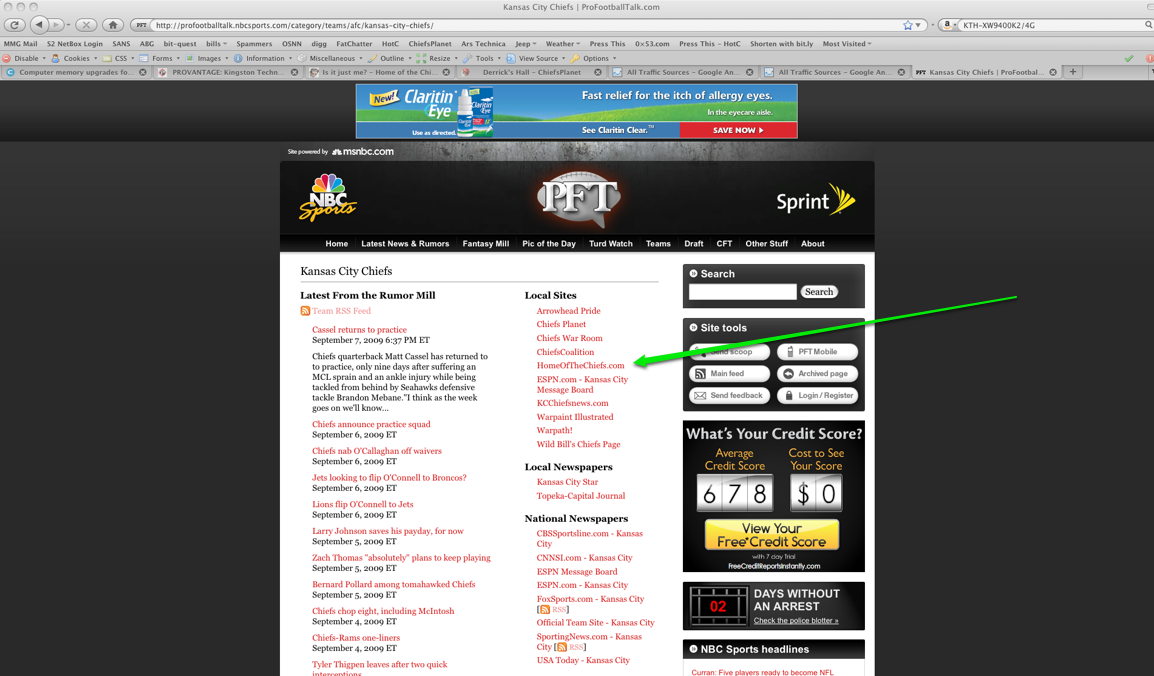 Kansas City Chiefs | ProFootballTalk.com
PFT http://profootballtalk.nbcsports.com/category/teams/afc/kansas-city-chiefs/
KTH-XW9400K2/4G
MMG Mail S2 NetBox Login SANS ABG bit-quest bills Spammers OSNN digg FatChatter HotC ChiefsPlanet Ars Technica Jeep Weather Press This 0x53.com Press This - HotC Shorten with bit.ly Most Visited
Disable Cookies CSS Forms Images Information Miscellaneous Outline Resize Tools View Source Options
Computer memory upgrades fo... PROVANTAGE: Kingston Techn... Is it just me? – Home of the Chi... Derrick's Hall – ChiefsPlanet All Traffic Sources – Google An... All Traffic Sources – Google An... PFT Kansas City Chiefs | ProFootbal...
New! Claritin Eye
Use as directed.
Fast relief for the itch of allergy eyes.
In the eyecare aisle.
See Claritin Clear.™ SAVE NOW
Site powered by msnbc.com
NBC Sports
PFT
Sprint
Home Latest News & Rumors Fantasy Mill Pic of the Day Turd Watch Teams Draft CFT Other Stuff About
Kansas City Chiefs
Latest From the Rumor Mill
Team RSS Feed
Cassel returns to practice
September 7, 2009 6:37 PM ET
Chiefs quarterback Matt Cassel has returned
to practice, only nine days after suffering an
MCL sprain and an ankle injury while being
tackled from behind by Seahawks defensive
tackle Brandon Mebane."I think as the week
goes on we'll know...
Chiefs announce practice squad
September 6, 2009 ET
Chiefs nab O'Callaghan off waivers
September 6, 2009 ET
Jets looking to flip O'Connell to Broncos?
September 6, 2009 ET
Lions flip O'Connell to Jets
September 6, 2009 ET
Larry Johnson saves his payday, for now
September 5, 2009 ET
Zach Thomas "absolutely" plans to keep playing
September 5, 2009 ET
Bernard Pollard among tomahawked Chiefs
September 5, 2009 ET
Chiefs chop eight, including McIntosh
September 4, 2009 ET
Chiefs-Rams one-liners
September 4, 2009 ET
Tyler Thigpen leaves after two quick
interceptions
Local Sites
Arrowhead Pride
Chiefs Planet
Chiefs War Room
ChiefsCoalition
HomeOfTheChiefs.com
ESPN.com - Kansas City
Message Board
KCChiefsnews.com
Warpaint Illustrated
Warpath!
Wild Bill's Chiefs Page
Local Newspapers
Kansas City Star
Topeka-Capital Journal
National Newspapers
CBSSportsline.com - Kansas
City
CNNSI.com - Kansas City
ESPN Message Board
ESPN.com - Kansas City
FoxSports.com - Kansas City
[RSS]
Official Team Site - Kansas City
SportingNews.com - Kansas
City [RSS]
USA Today - Kansas City
Search
Search
Site tools
Send scoop PFT Mobile
Main feed Archived page
Send feedback Login / Register
What's Your Credit Score?
Average Credit Score
Cost to See Your Score
678 $0
View Your
Free Credit Score
with 7 day Trial
FreeCreditReportsInstantly.com
02
DAYS WITHOUT
AN ARREST
Check the police blotter »
NBC Sports headlines
Curran: Five players ready to become NFL